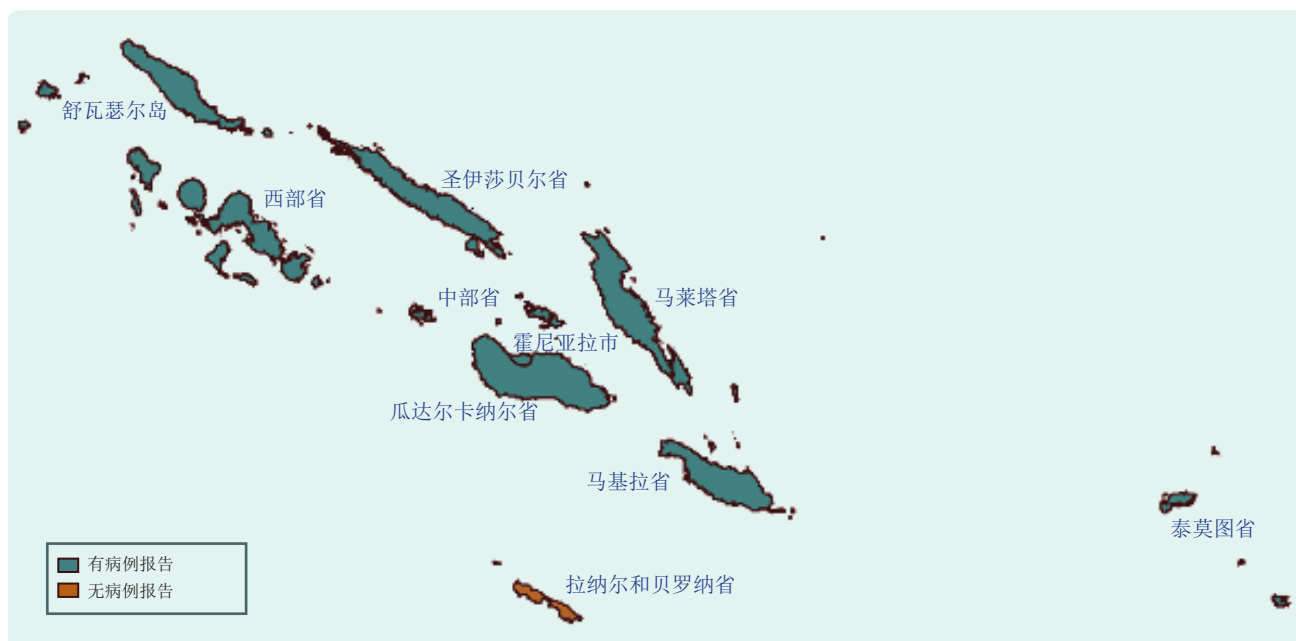 舒瓦瑟尔岛
圣伊莎贝尔省
西部省
中部省
马莱塔省
霍尼亚拉市
瓜达尔卡纳尔省
马基拉省
泰莫图省
有病例报告
无病例报告
拉纳尔和贝罗纳省